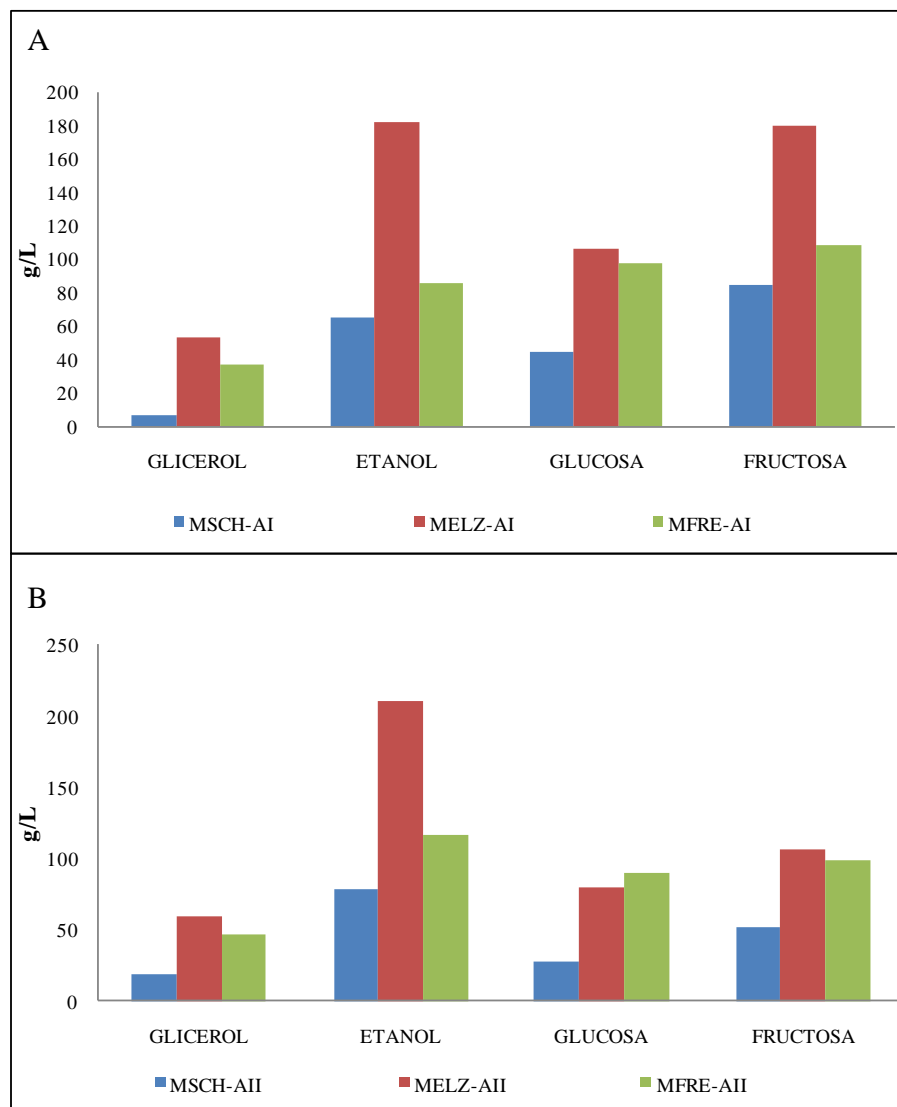 A
200
180
160
140
120
100
80
60
40
20
0
g/L
GLICEROL ETANOL GLUCOSA FRUCTOSA
MSCH-AI MELZ-AI MFRE-AI
B
250
200
150
100
50
0
g/L
GLICEROL ETANOL GLUCOSA FRUCTOSA
MSCH-AII MELZ-AII MFRE-AII